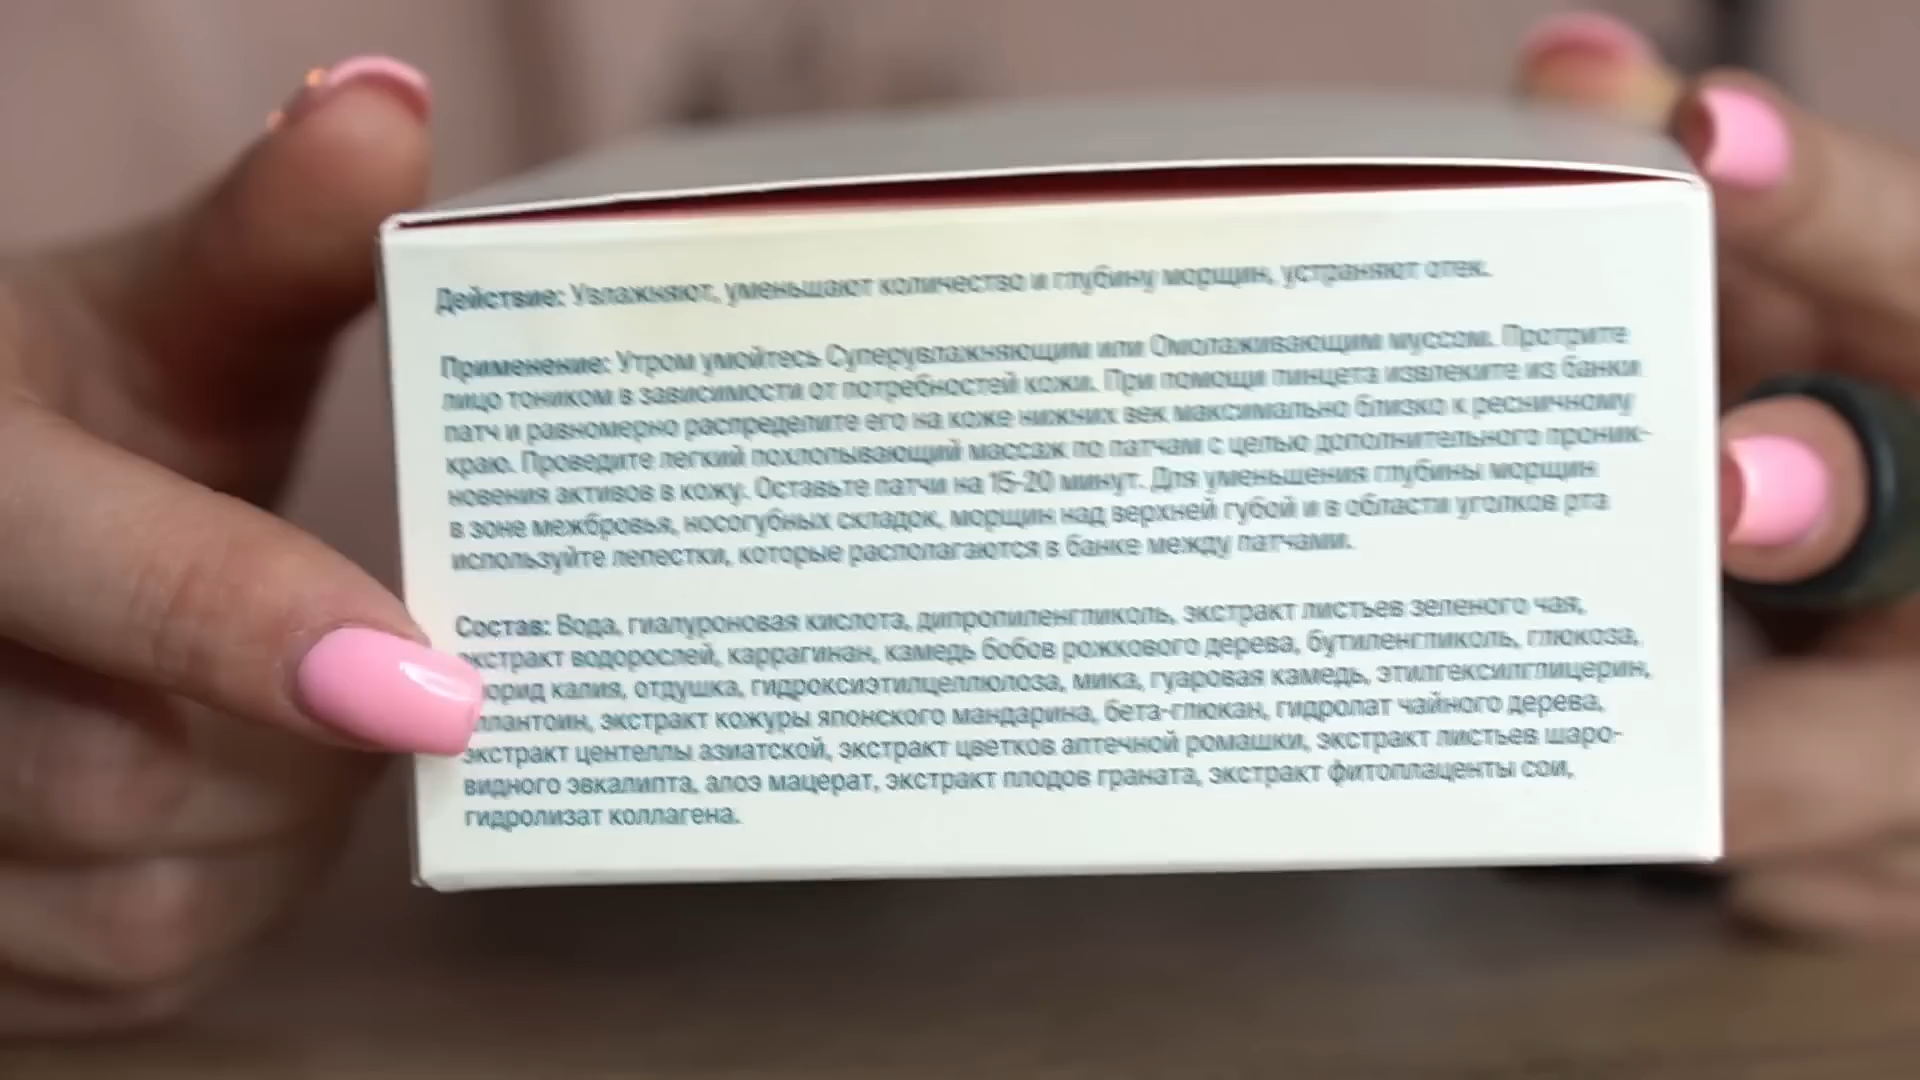 Действие: Увлажняют, уменьшают количество и глубину морщин, устраняют отек.
Применение: Утром умойтесь Суперувлажняющим или Омолаживающим муссом. Протрите
лицо тоником в зависимости от потребностей кожи. При помощи пинцета извлеките из банки
патч и равномерно распределите его на коже нижних век максимально близко к ресничному
краю. Проведите легкий похлопывающий массаж по патчам с целью дополнительного проник-
новения активов в кожу. Оставьте патчи на 15-20 минут. Для уменьшения глубины морщин
в зоне межбровья, носогубных складок, морщин над верхней губой и в области уголков рта
используйте лепестки, которые располагаются в банке между патчами.
Состав: Вода, гиалуроновая кислота, дипропиленгликоль, экстракт листьев зеленого чая,
экстракт водорослей, каррагинан, камедь бобов рожкового дерева, бутиленгликоль, глюкоза,
орид калия, отдушка, гидроксиэтилцеллюлоза, мика, гуаровая камедь, этилгексилглицерин,
ллантоин, экстракт кожуры японского мандарина, бета-глюкан, гидролат чайного дерева,
экстракт центеллы азиатской, экстракт цветков аптечной ромашки, экстракт листьев шаро-
видного эвкалипта, алоэ мацерат, экстракт плодов граната, экстракт фитоплаценты сои,
гидролизат коллагена.